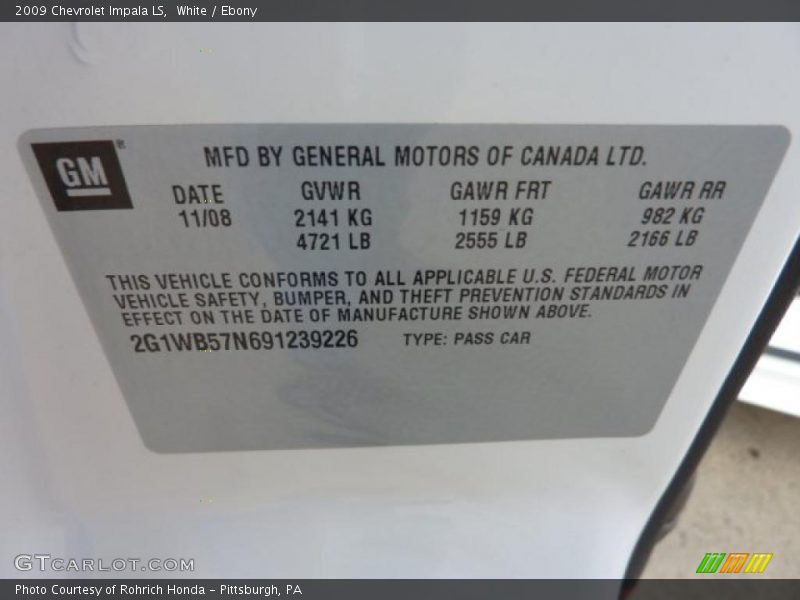 2009 Chevrolet Impala LS, White / Ebony
GM ®
MFD BY GENERAL MOTORS OF CANADA LTD.
DATE GVWR GAWR FRT GAWR RR
11/08 2141 KG 1159 KG 982 KG
4721 LB 2555 LB 2166 LB
THIS VEHICLE CONFORMS TO ALL APPLICABLE U.S. FEDERAL MOTOR
VEHICLE SAFETY, BUMPER, AND THEFT PREVENTION STANDARDS IN
EFFECT ON THE DATE OF MANUFACTURE SHOWN ABOVE.
2G1WB57N691239226 TYPE: PASS CAR
GTCARLOT.COM
Photo Courtesy of Rohrich Honda - Pittsburgh, PA